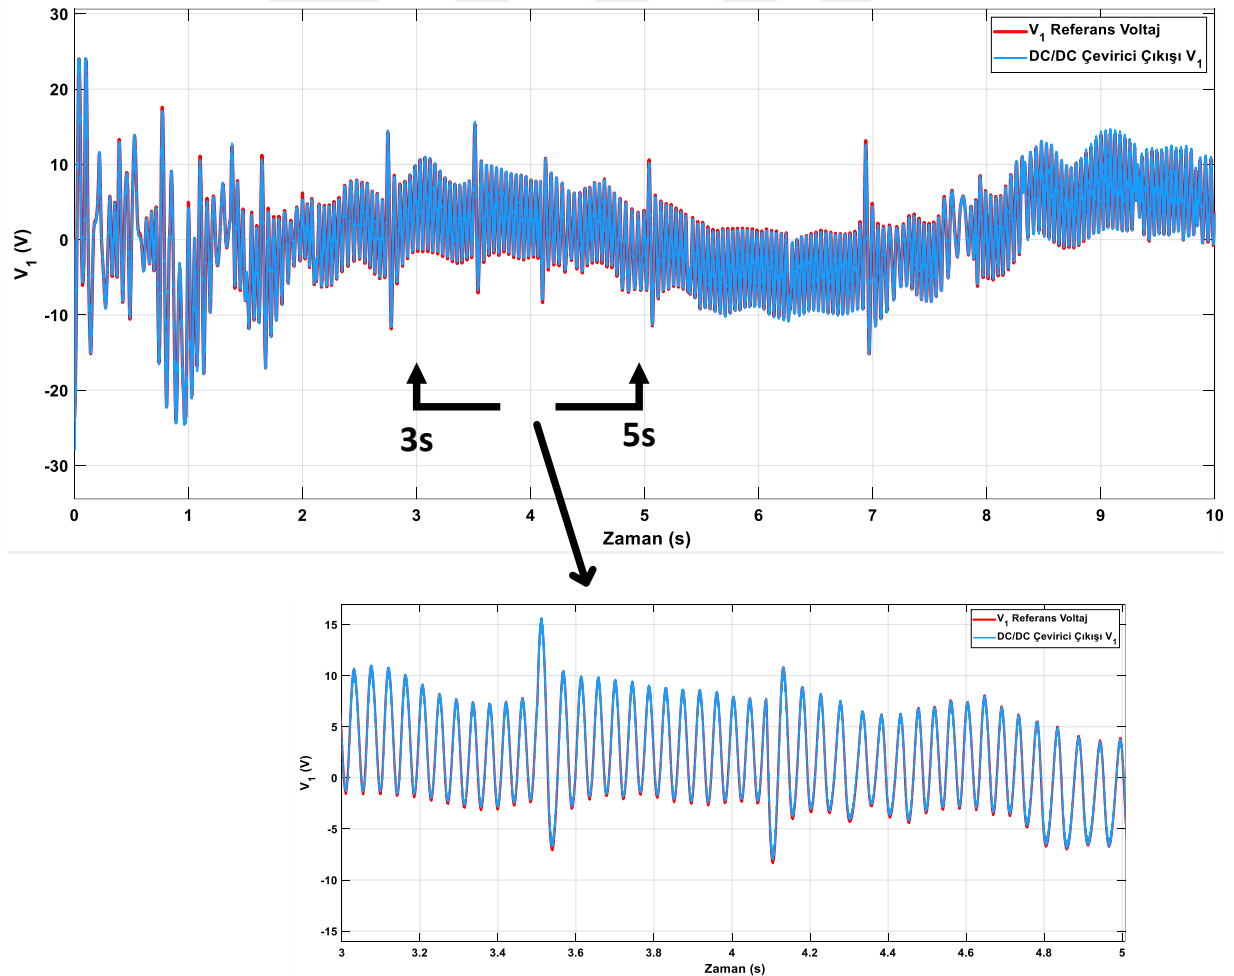 30
20
10
0
-10
-20
-30
V1 (V)
V1 Referans Voltaj
DC/DC Çevirici Çıkışı V1
3s
5s
0 1 2 3 4 5 6 7 8 9 10
Zaman (s)
15
10
5
0
-5
-10
-15
V1 (V)
V1 Referans Voltaj
DC/DC Çevirici Çıkışı V1
3 3.2 3.4 3.6 3.8 4 4.2 4.4 4.6 4.8 5
Zaman (s)